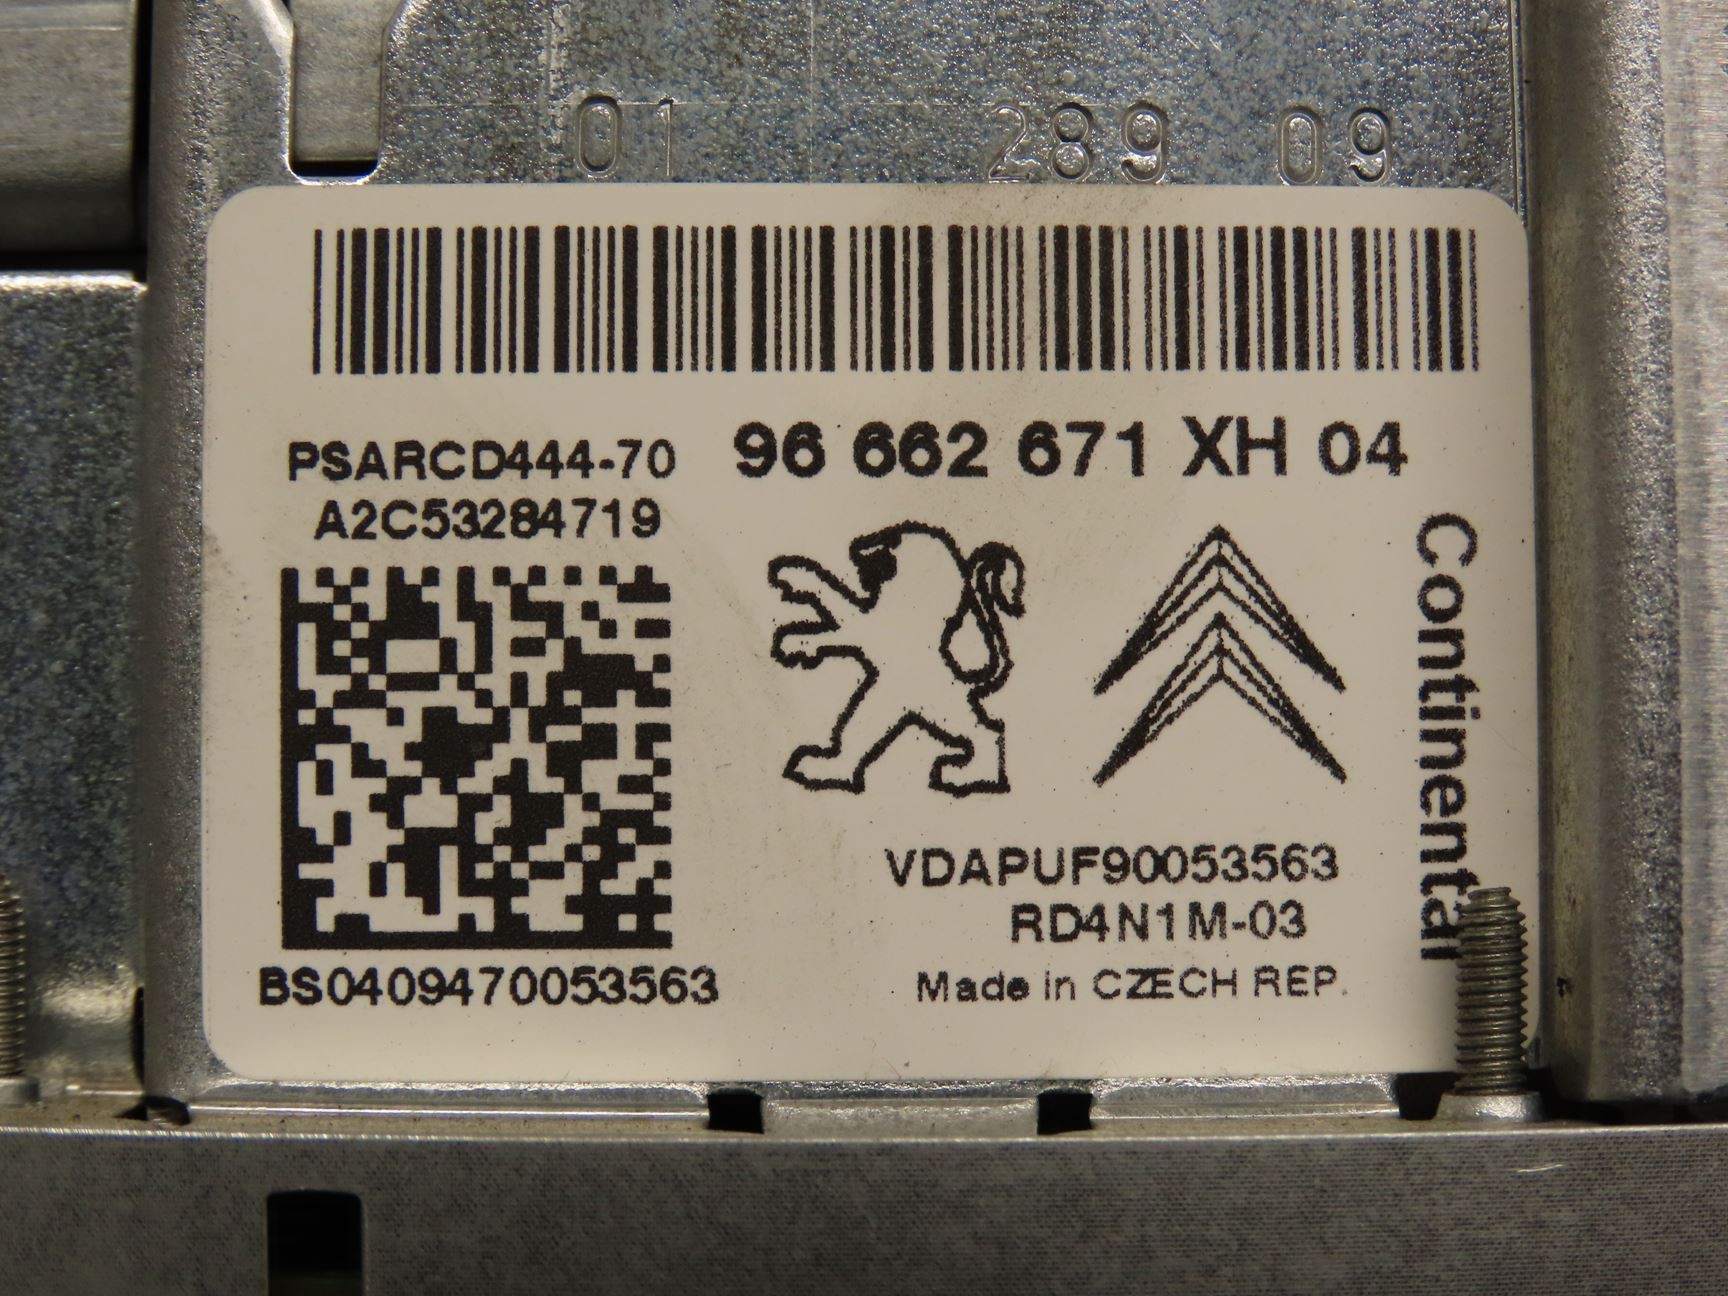 01 289 09
96 662 671 XH 04
PSARCD444-70
A2C53284719
Continental
VDAPUF90053563
RD4N1M-03
BS0409470053563
Made in CZECH REP.